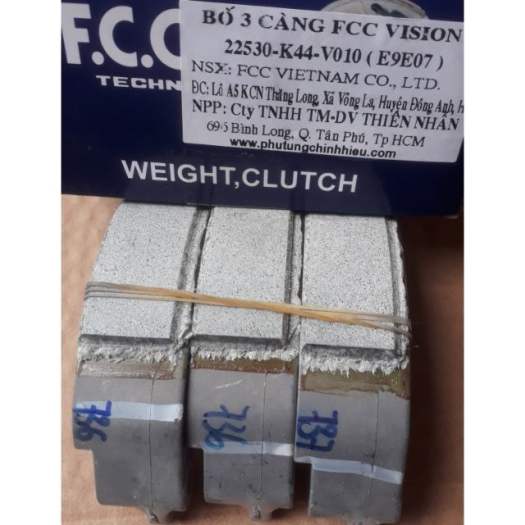 F.C.C
TECHN
BỐ 3 CÀNG FCC VISION
22530-K44-V010 ( E9E07 )
NSX: FCC VIETNAM CO., LTD.
ĐC: Lô A5 KCN Thăng Long, Xã Võng La, Huyện Đông Anh, H
NPP: Cty TNHH TM-DV THIÊN NHÂN
69-5 Bình Long, Q. Tân Phú, Tp HCM
www.phutungchinhhieu.com
WEIGHT,CLUTCH
736
736
737